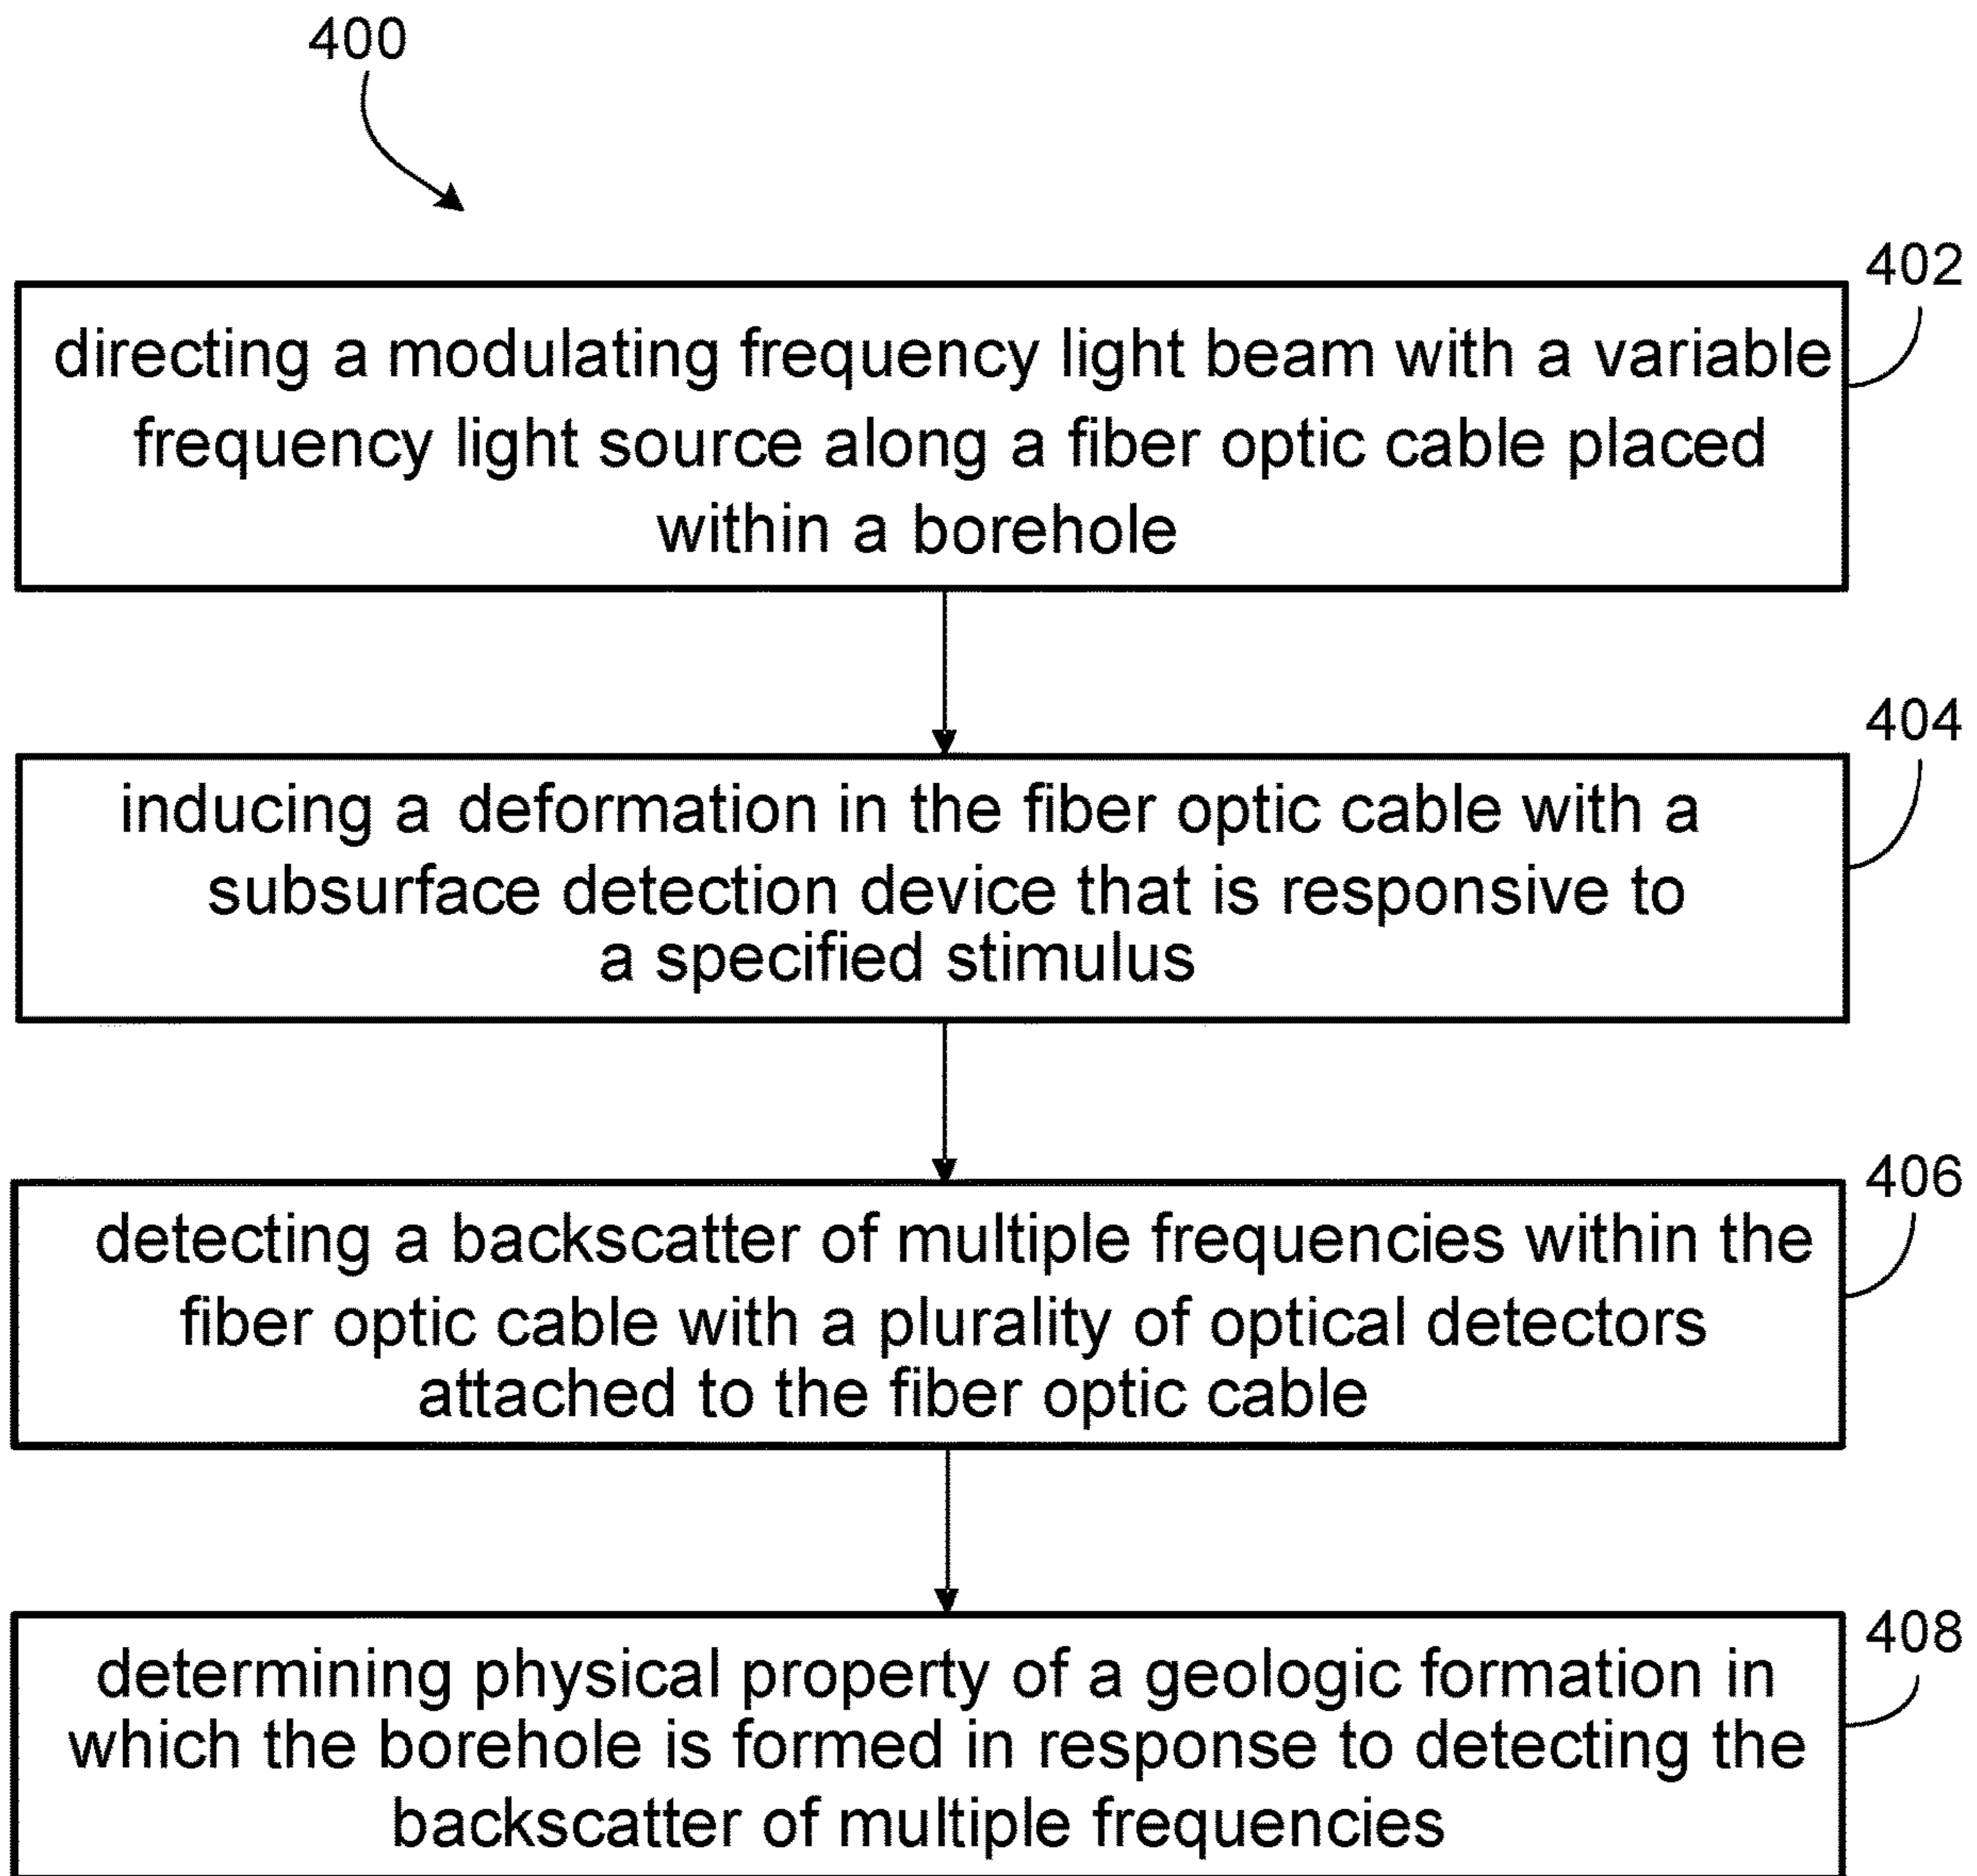 400
402
directing a modulating frequency light beam with a variable
frequency light source along a fiber optic cable placed
within a borehole
404
inducing a deformation in the fiber optic cable with a
subsurface detection device that is responsive to
a specified stimulus
406
detecting a backscatter of multiple frequencies within the
fiber optic cable with a plurality of optical detectors
attached to the fiber optic cable
408
determining physical property of a geologic formation in
which the borehole is formed in response to detecting the
backscatter of multiple frequencies